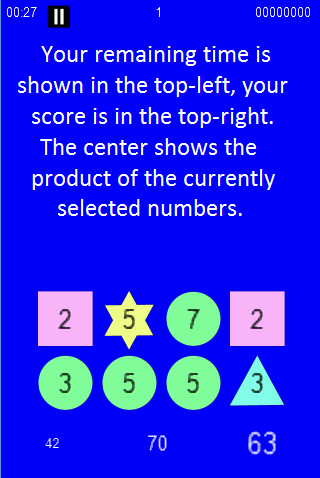 00:27 1 00000000
Your remaining time is
shown in the top-left, your
score is in the top-right.
The center shows the
product of the currently
selected numbers.
2 5 7 2
3 5 5 3
42 70 63